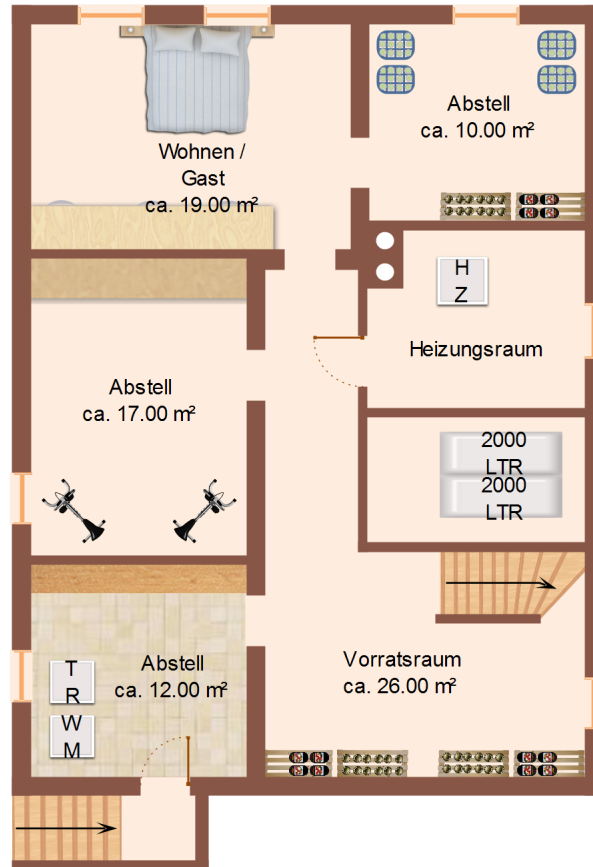 Abstell
ca. 10.00 m²
Wohnen /
Gast
ca. 19.00 m²
H
Z
Heizungsraum
Abstell
ca. 17.00 m²
2000
LTR
2000
LTR
Abstell
ca. 12.00 m²
Vorratsraum
ca. 26.00 m²
T
R
W
M